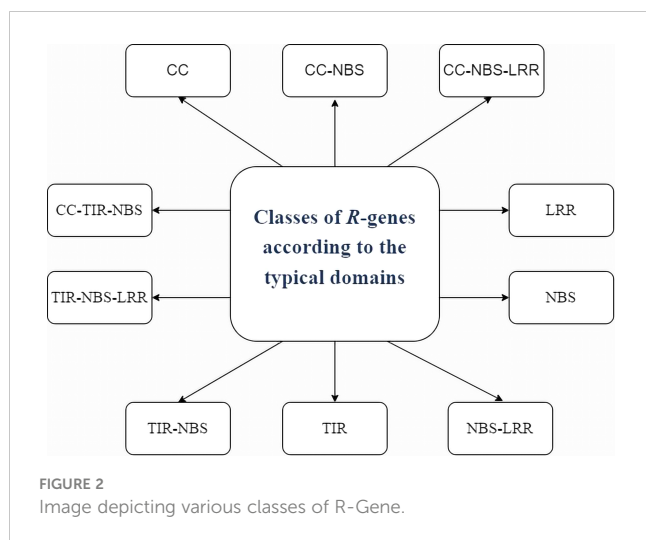 CC
CC-NBS
CC-NBS-LRR
CC-TIR-NBS
Classes of R-genes
according to the
typical domains
LRR
TIR-NBS-LRR
NBS
TIR-NBS
TIR
NBS-LRR
FIGURE 2
Image depicting various classes of R-Gene.